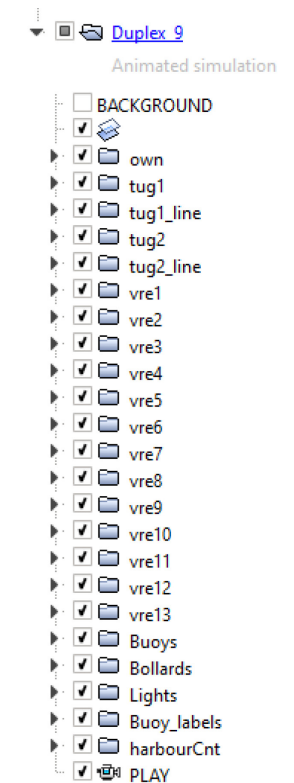 Duplex_9
Animated simulation
BACKGROUND
own
tug1
tug1_line
tug2
tug2_line
vre1
vre2
vre3
vre4
vre5
vre6
vre7
vre8
vre9
vre10
vre11
vre12
vre13
Buoys
Bollards
Lights
Buoy_labels
harbourCnt
PLAY